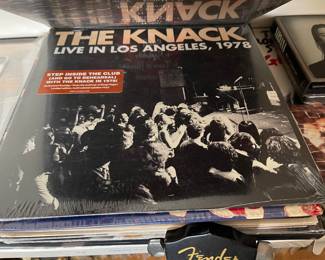 KNACK
THE KNACK
LIVE IN LOS ANGELES, 1978
STEP INSIDE THE CLUB
(AND GO TO REHEARSAL)
WITH THE KNACK IN 1978!
Fender